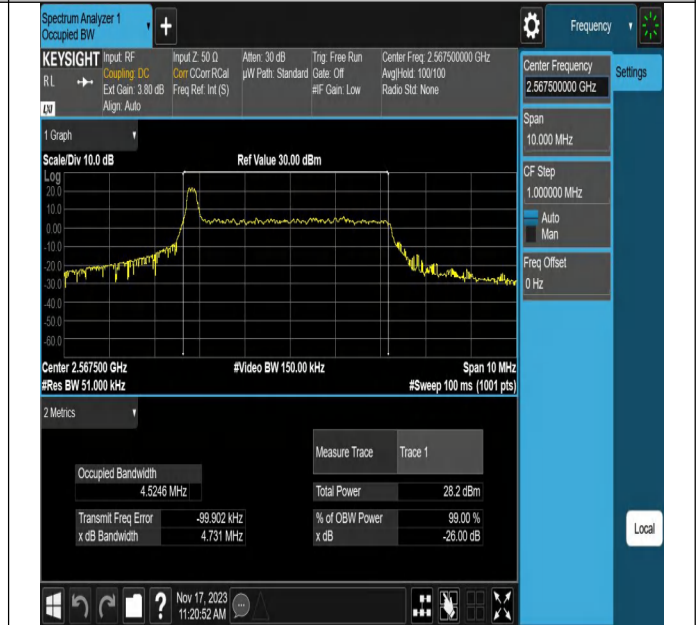 Spectrum Analyzer 1
Occupied BW
+
Frequency
KEYSIGHT
RL
LXI
Input: RF
Coupling: DC
Ext Gain: 3.80 dB
Align: Auto
Input Z: 50 Ω
Corr CCorr RCal
Freq Ref: Int (S)
Atten: 30 dB
µW Path: Standard
Trig: Free Run
Gate: Off
#IF Gain: Low
Center Freq: 2.567500000 GHz
Avg|Hold: 100/100
Radio Std: None
Center Frequency
2.567500000 GHz
Settings
Span
10.000 MHz
CF Step
1.000000 MHz
Auto
Man
Freq Offset
0 Hz
Local
1 Graph
Scale/Div 10.0 dB
Ref Value 30.00 dBm
Log
20.0
10.0
0.00
-10.0
-20.0
-30.0
-40.0
-50.0
-60.0
Center 2.567500 GHz
#Video BW 150.00 kHz
Span 10 MHz
#Res BW 51.000 kHz
#Sweep 100 ms (1001 pts)
2 Metrics
Measure Trace Trace 1
Occupied Bandwidth
4.5246 MHz
Total Power 28.2 dBm
Transmit Freq Error -99.902 kHz
% of OBW Power 99.00 %
x dB Bandwidth 4.731 MHz
x dB -26.00 dB
?
Nov 17, 2023
11:20:52 AM